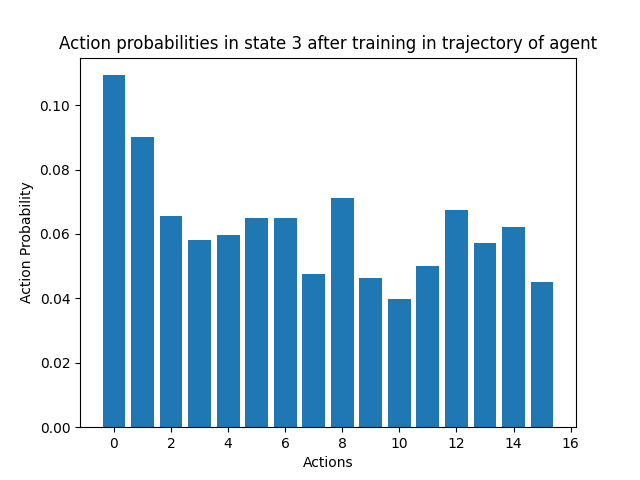 Action probabilities in state 3 after training in trajectory of agent
Action Probability
0.10
0.08
0.06
0.04
0.02
0.00
0 2 4 6 8 10 12 14 16
Actions